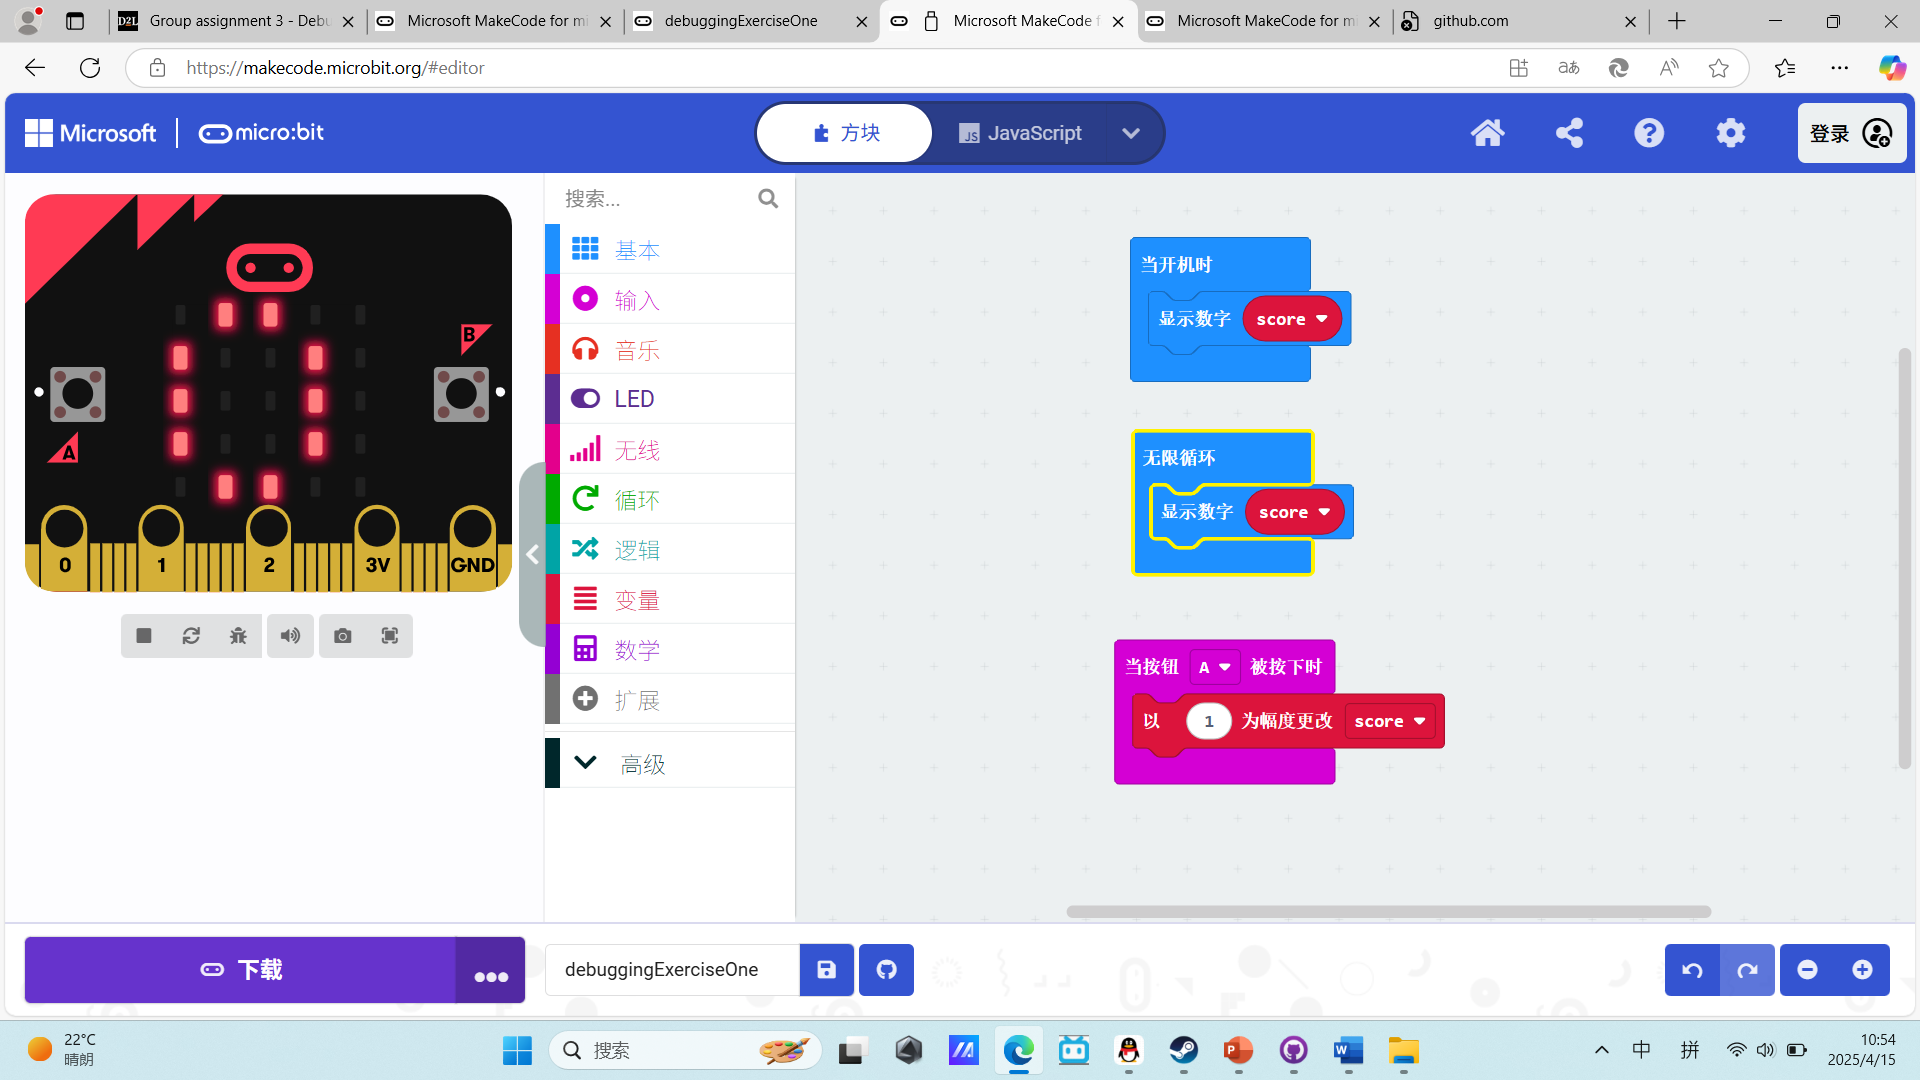 D2L Group assignment 3 - Debu
Microsoft MakeCode for mi
debuggingExerciseOne
Microsoft MakeCode f
Microsoft MakeCode for mi
github.com
https://makecode.microbit.org/#editor
Microsoft
micro:bit
方块
JS JavaScript
登录
搜索...
基本
输入
音乐
LED
无线
循环
逻辑
变量
数学
扩展
高级
B
A
0 1 2 3V GND
当开机时
显示数字 score
无限循环
显示数字 score
当按钮 A 被按下时
以 1 为幅度更改 score
下载
debuggingExerciseOne
22°C
晴朗
搜索
中
拼
10:54
2025/4/15